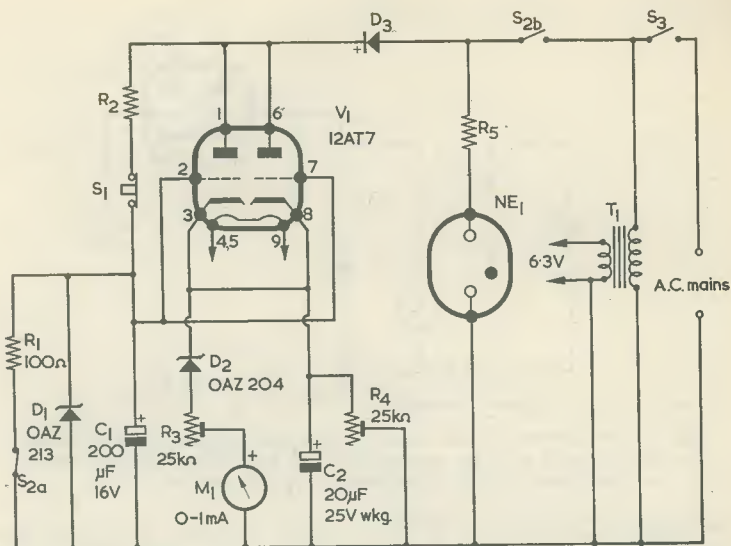 D3
S2b
S3
+
R2
1
6
V1
12AT7
R5
2
7
S1
3
8
NE1
T1
4,5
9
6·3V
A.C. mains
R1
100Ω
D2
OAZ 204
R4
25kΩ
D1
OAZ
213
+
C1
200
μF
16V
R3
25kΩ
+
+
S2a
M1
0-1mA
C2
20μF
25V wkg.